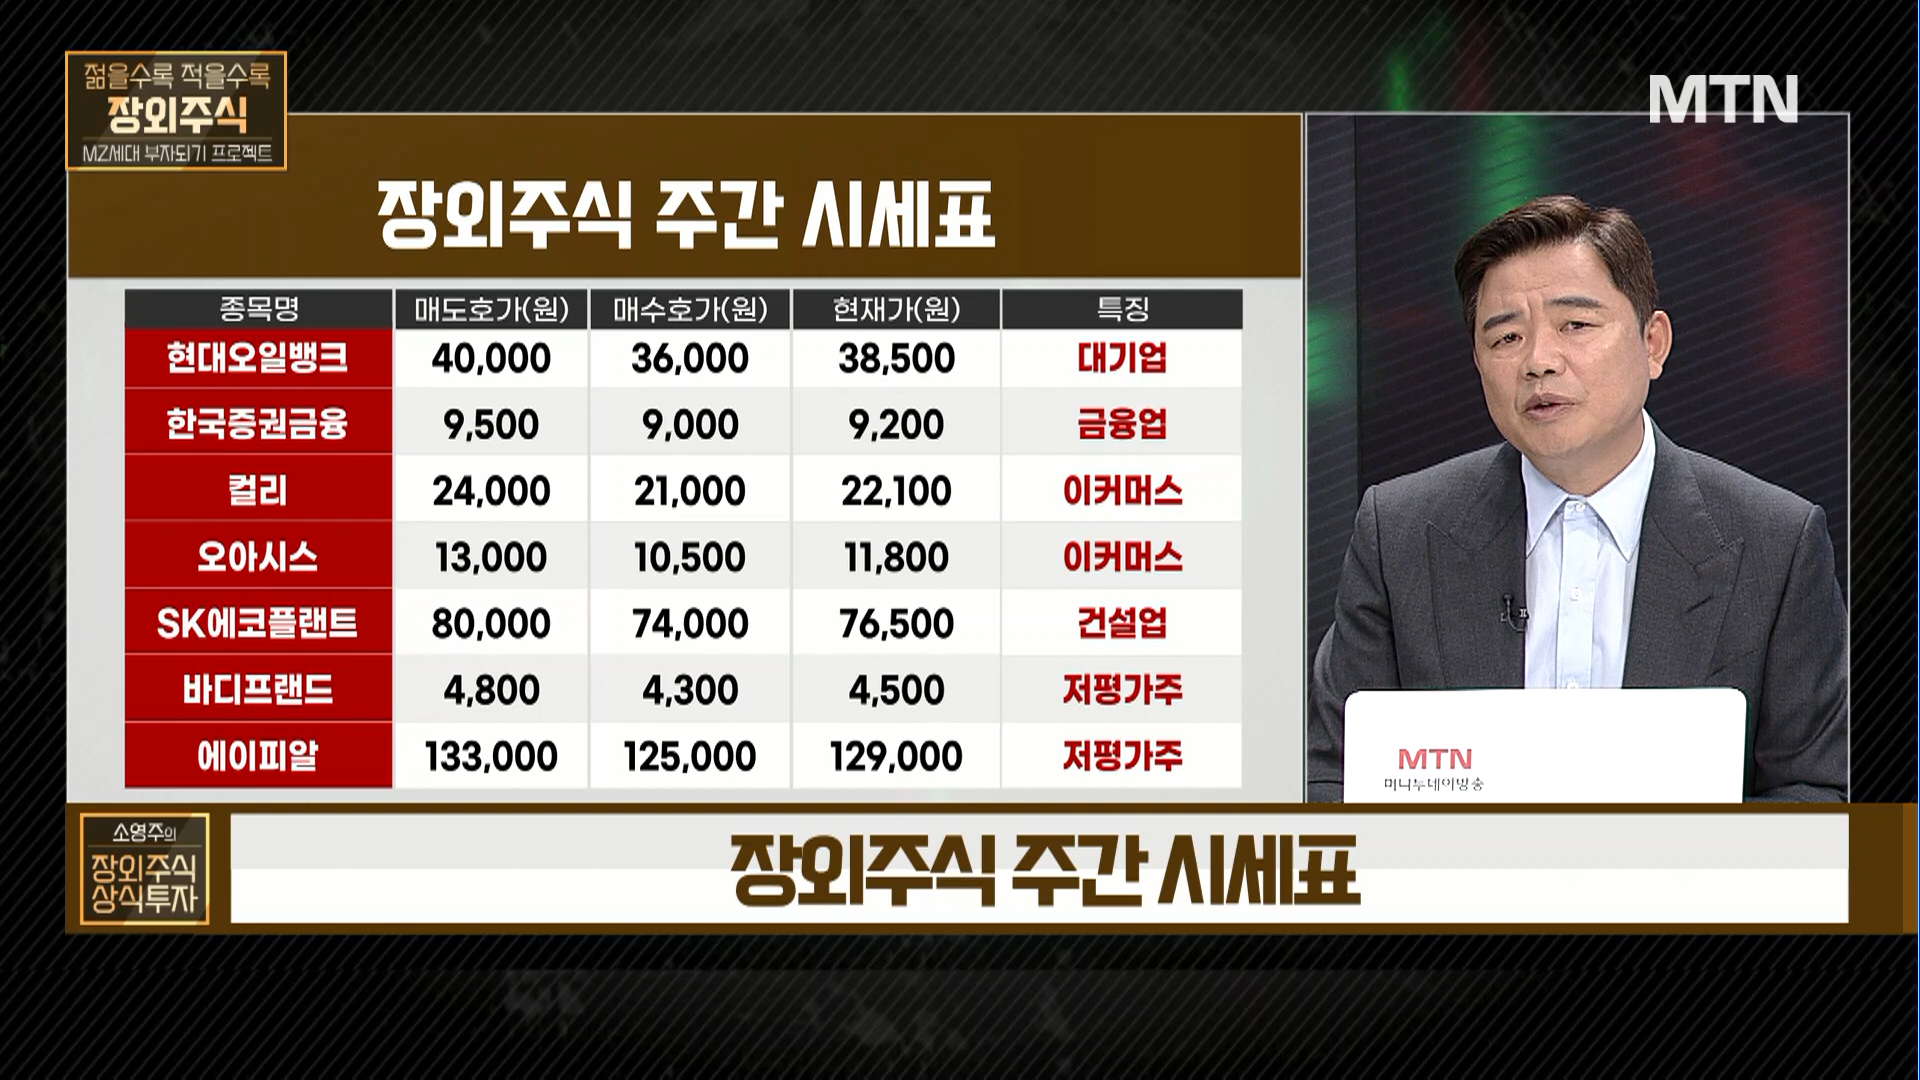 젊을수록 적을수록
장외주식
MZ세대 부자되기 프로젝트
MTN
장외주식 주간 시세표
종목명 매도호가(원) 매수호가(원) 현재가(원) 특징
현대오일뱅크 40,000 36,000 38,500 대기업
한국증권금융 9,500 9,000 9,200 금융업
컬리 24,000 21,000 22,100 이커머스
오아시스 13,000 10,500 11,800 이커머스
SK에코플랜트 80,000 74,000 76,500 건설업
바디프랜드 4,800 4,300 4,500 저평가주
에이피알 133,000 125,000 129,000 저평가주
MTN
머니투데이방송
소영주의
장외주식
상식투자
장외주식 주간 시세표